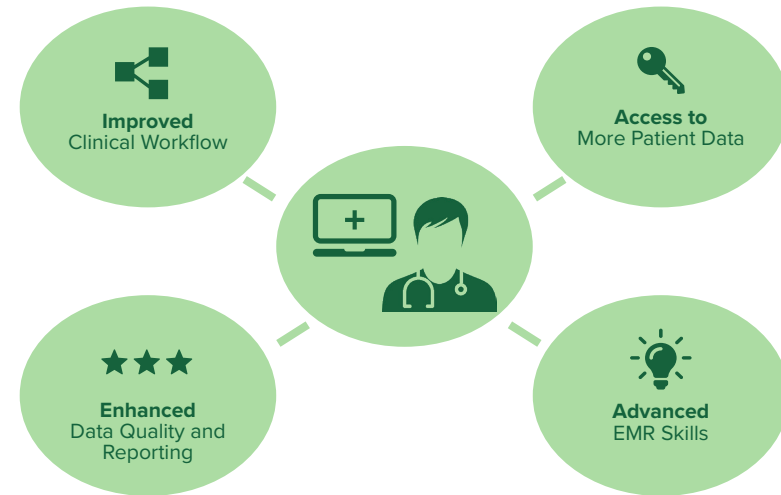 Improved
Clinical Workflow
Access to
More Patient Data
Enhanced
Data Quality and
Reporting
Advanced
EMR Skills